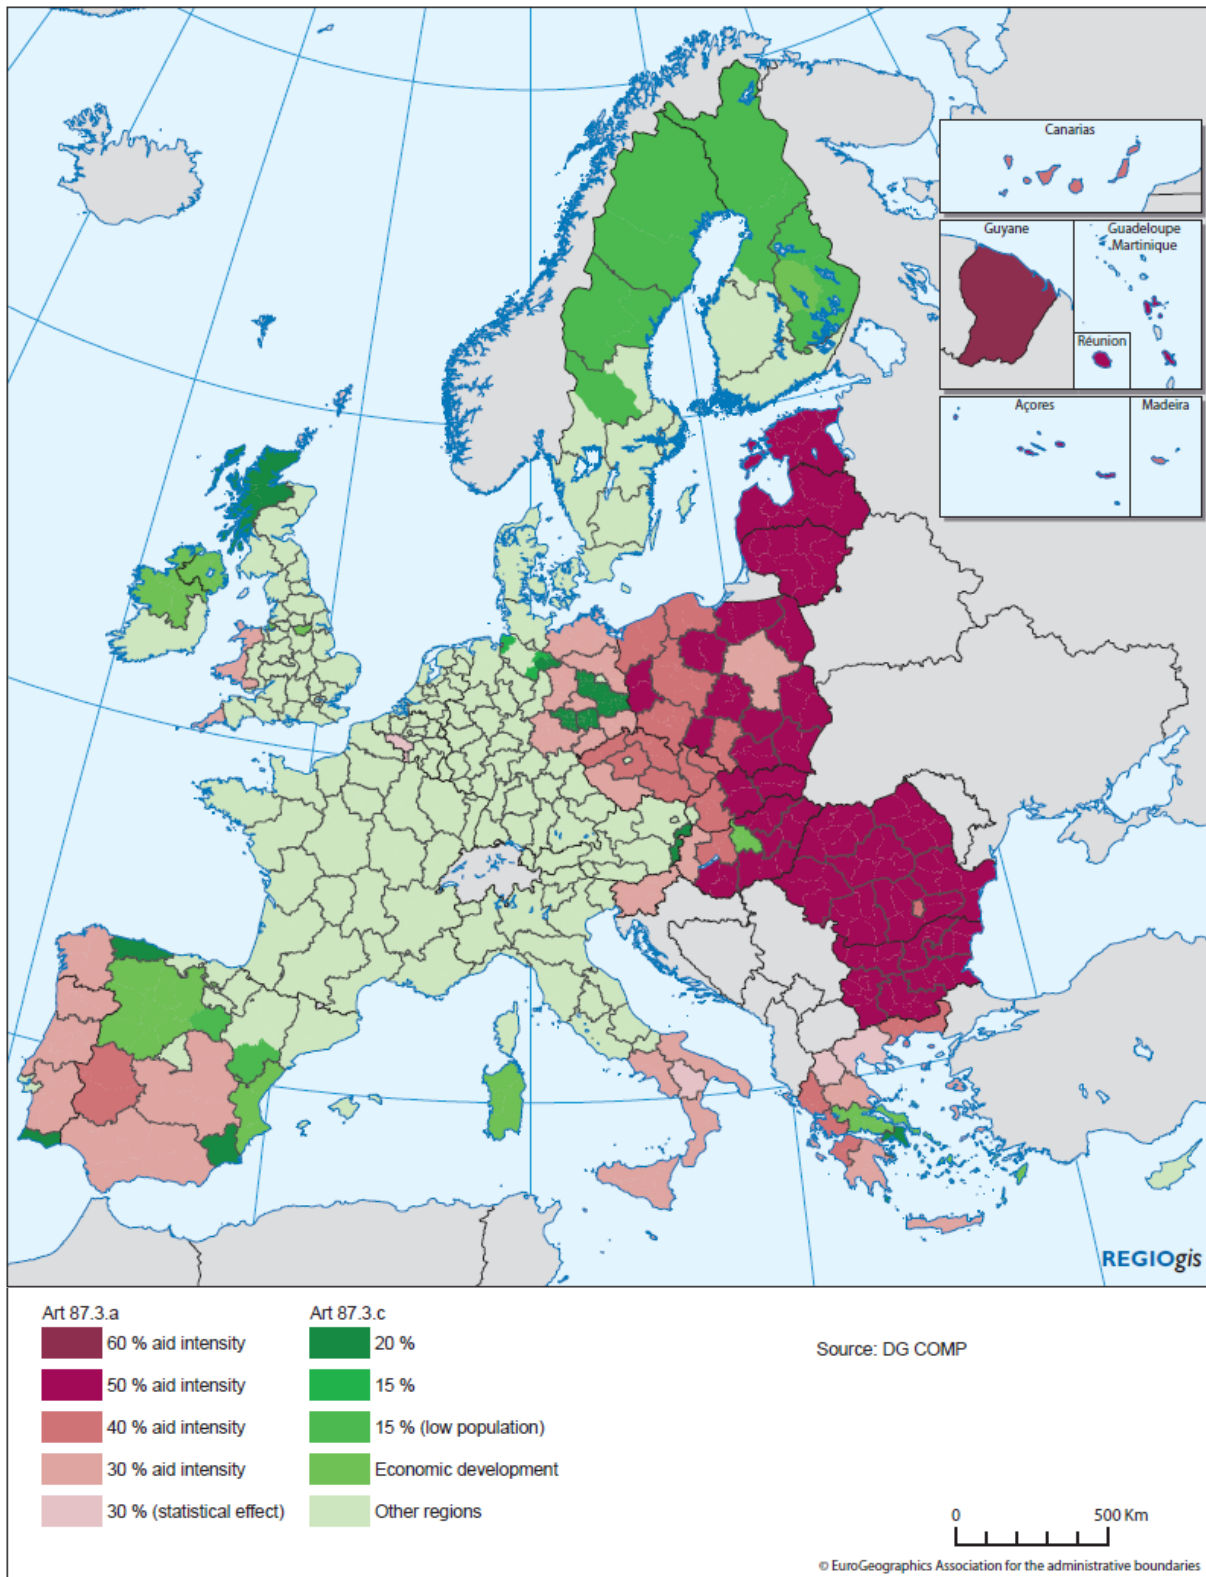 Canarias
Guyane
Guadeloupe
Martinique
Réunion
Açores
Madeira
REGIOgis
Art 87.3.a
60 % aid intensity
50 % aid intensity
40 % aid intensity
30 % aid intensity
30 % (statistical effect)
Art 87.3.c
20 %
15 %
15 % (low population)
Economic development
Other regions
Source: DG COMP
0 500 Km
© EuroGeographics Association for the administrative boundaries